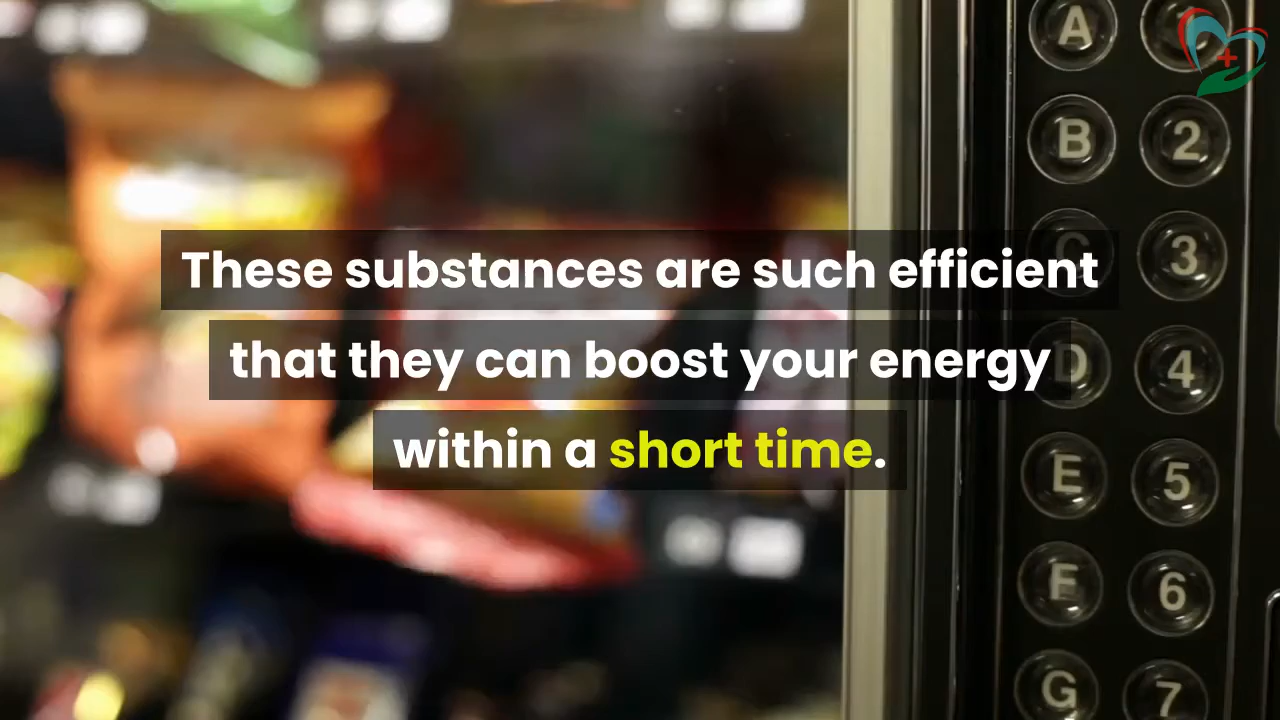 These substances are such efficient
that they can boost your energy
within a short time.
A
B 2
C 3
D 4
E 5
F 6
G 7